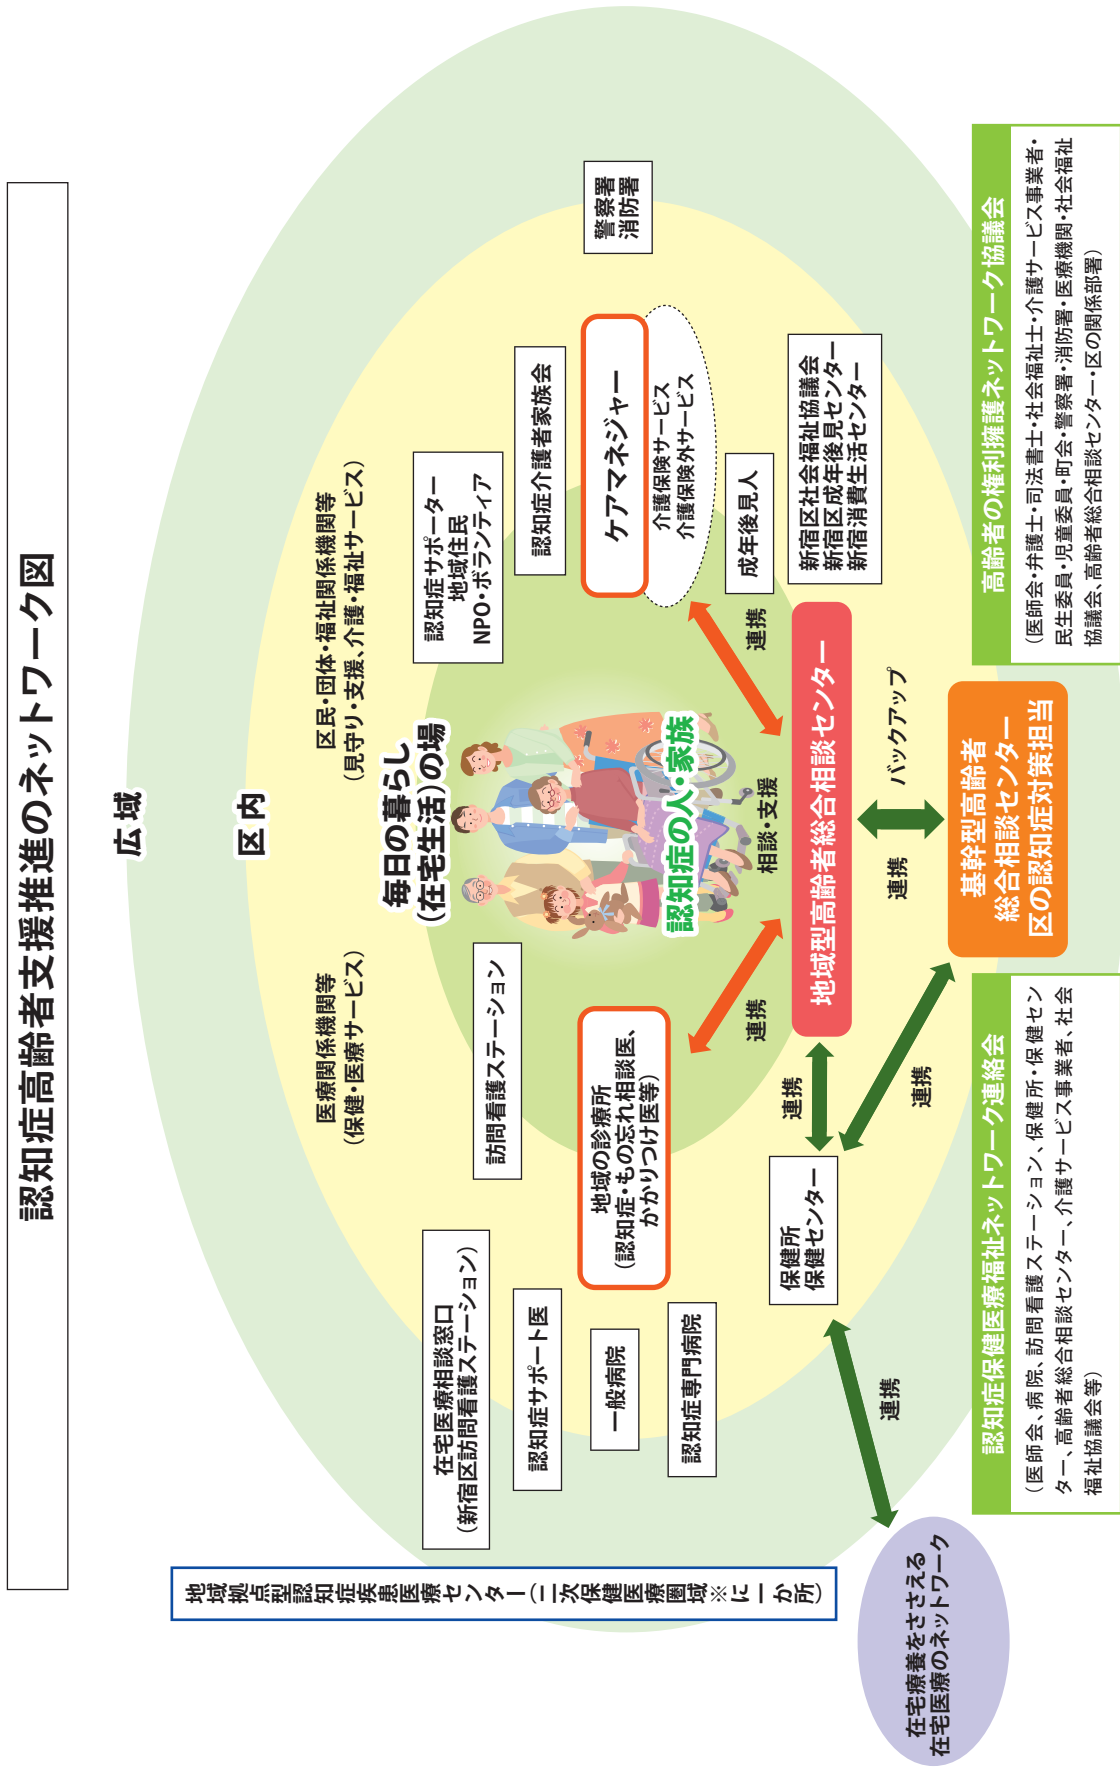 認知症高齢者支援推進のネットワーク図
広域
区内
医療関係機関等
（保健・医療サービス）
区民・団体・福祉関係機関等
（見守り・支援、介護・福祉サービス）
毎日の暮らし
（在宅生活）の場
地域拠点型認知症疾患医療センター（二次保健医療圏域※に一か所）
在宅医療相談窓口
（新宿区訪問看護ステーション）
訪問看護ステーション
認知症サポート医
一般病院
認知症専門病院
地域の診療所
（認知症・もの忘れ相談医、
かかりつけ医等）
認知症の人・家族
認知症サポーター
地域住民
NPO・ボランティア
認知症介護者家族会
ケアマネジャー
介護保険サービス
介護保険外サービス
警察署
消防署
成年後見人
新宿区社会福祉協議会
新宿区成年後見センター
新宿消費生活センター
連携
相談・支援
連携
保健所
保健センター
連携
地域型高齢者総合相談センター
連携
バックアップ
連携
連携
在宅療養をささえる
在宅医療のネットワーク
基幹型高齢者
総合相談センター
区の認知症対策担当
認知症保健医療福祉ネットワーク連絡会
（医師会、病院、訪問看護ステーション、保健所・保健セン
ター、高齢者総合相談センター、介護サービス事業者、社会
福祉協議会等）
高齢者の権利擁護ネットワーク協議会
（医師会・弁護士・司法書士・社会福祉士・介護サービス事業者・
民生委員・児童委員・町会・警察署・消防署・医療機関・社会福祉
協議会、高齢者総合相談センター・区の関係部署）